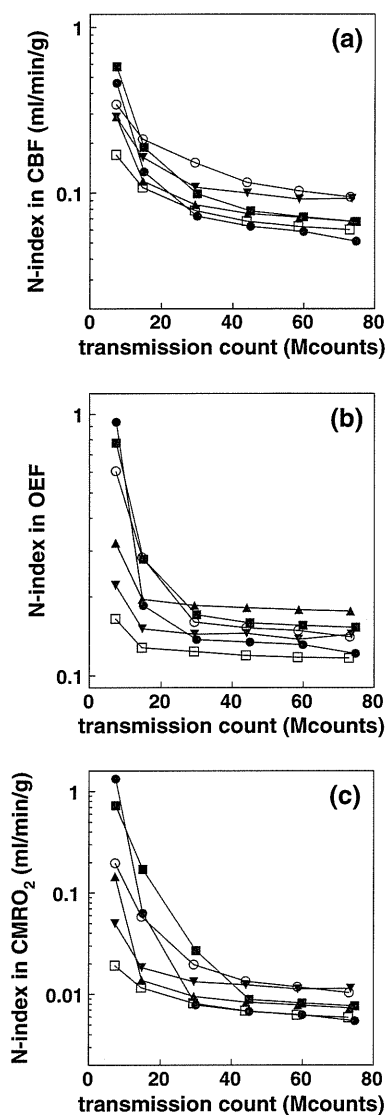 (a)
N-index in CBF (ml/min/g)
1
0.1
0 20 40 60 80
transmission count (Mcounts)
(b)
N-index in OEF
1
0.1
0 20 40 60 80
transmission count (Mcounts)
(c)
N-index in CMRO₂ (ml/min/g)
1
0.1
0.01
0 20 40 60 80
transmission count (Mcounts)